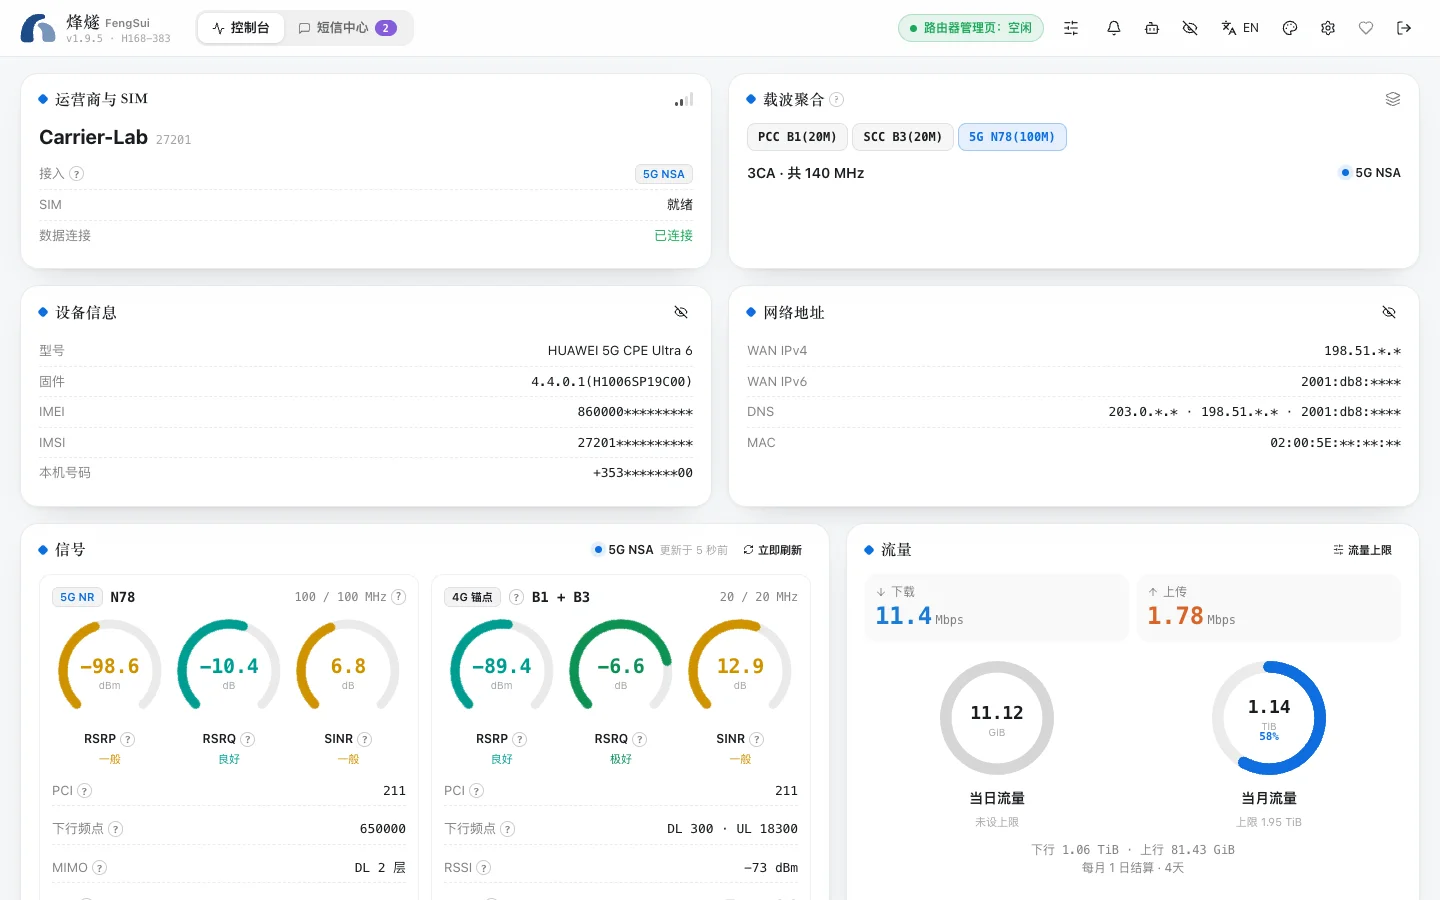 烽燧 FengSui
v1.9.5 · H168-383
控制台
短信中心 2
路由器管理页：空闲
EN
运营商与 SIM
Carrier-Lab 27201
接入 ?
5G NSA
SIM
就绪
数据连接
已连接
载波聚合 ?
PCC B1(20M) SCC B3(20M) 5G N78(100M)
3CA · 共 140 MHz
5G NSA
设备信息
型号
HUAWEI 5G CPE Ultra 6
固件
4.4.0.1(H1006SP19C00)
IMEI
860000*********
IMSI
27201**********
本机号码
+353*******00
网络地址
WAN IPv4
198.51.*.*
WAN IPv6
2001:db8:****
DNS
203.0.*.* · 198.51.*.* · 2001:db8:****
MAC
02:00:5E:**:**:**
信号
5G NSA 更新于 5 秒前
立即刷新
5G NR N78
100 / 100 MHz ?
-98.6
dBm
RSRP ?
一般
-10.4
dB
RSRQ ?
良好
6.8
dB
SINR ?
一般
PCI ?
211
下行频点 ?
650000
MIMO ?
DL 2 层
4G 锚点 ? B1 + B3
20 / 20 MHz
-89.4
dBm
RSRP ?
良好
-6.6
dB
RSRQ ?
极好
12.9
dB
SINR ?
一般
PCI ?
211
下行频点 ?
DL 300 · UL 18300
RSSI ?
-73 dBm
流量
流量上限
↓ 下载
11.4 Mbps
↑ 上传
1.78 Mbps
11.12
GiB
当日流量
未设上限
1.14
TiB
58%
当月流量
上限 1.95 TiB
下行 1.06 TiB · 上行 81.43 GiB
每月 1 日结算 · 4天